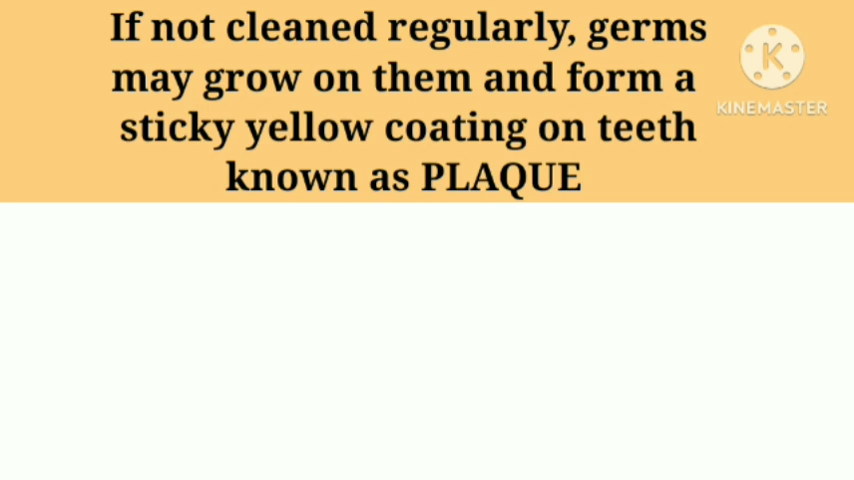 If not cleaned regularly, germs
may grow on them and form a
sticky yellow coating on teeth
known as PLAQUE
K
KINEMASTER